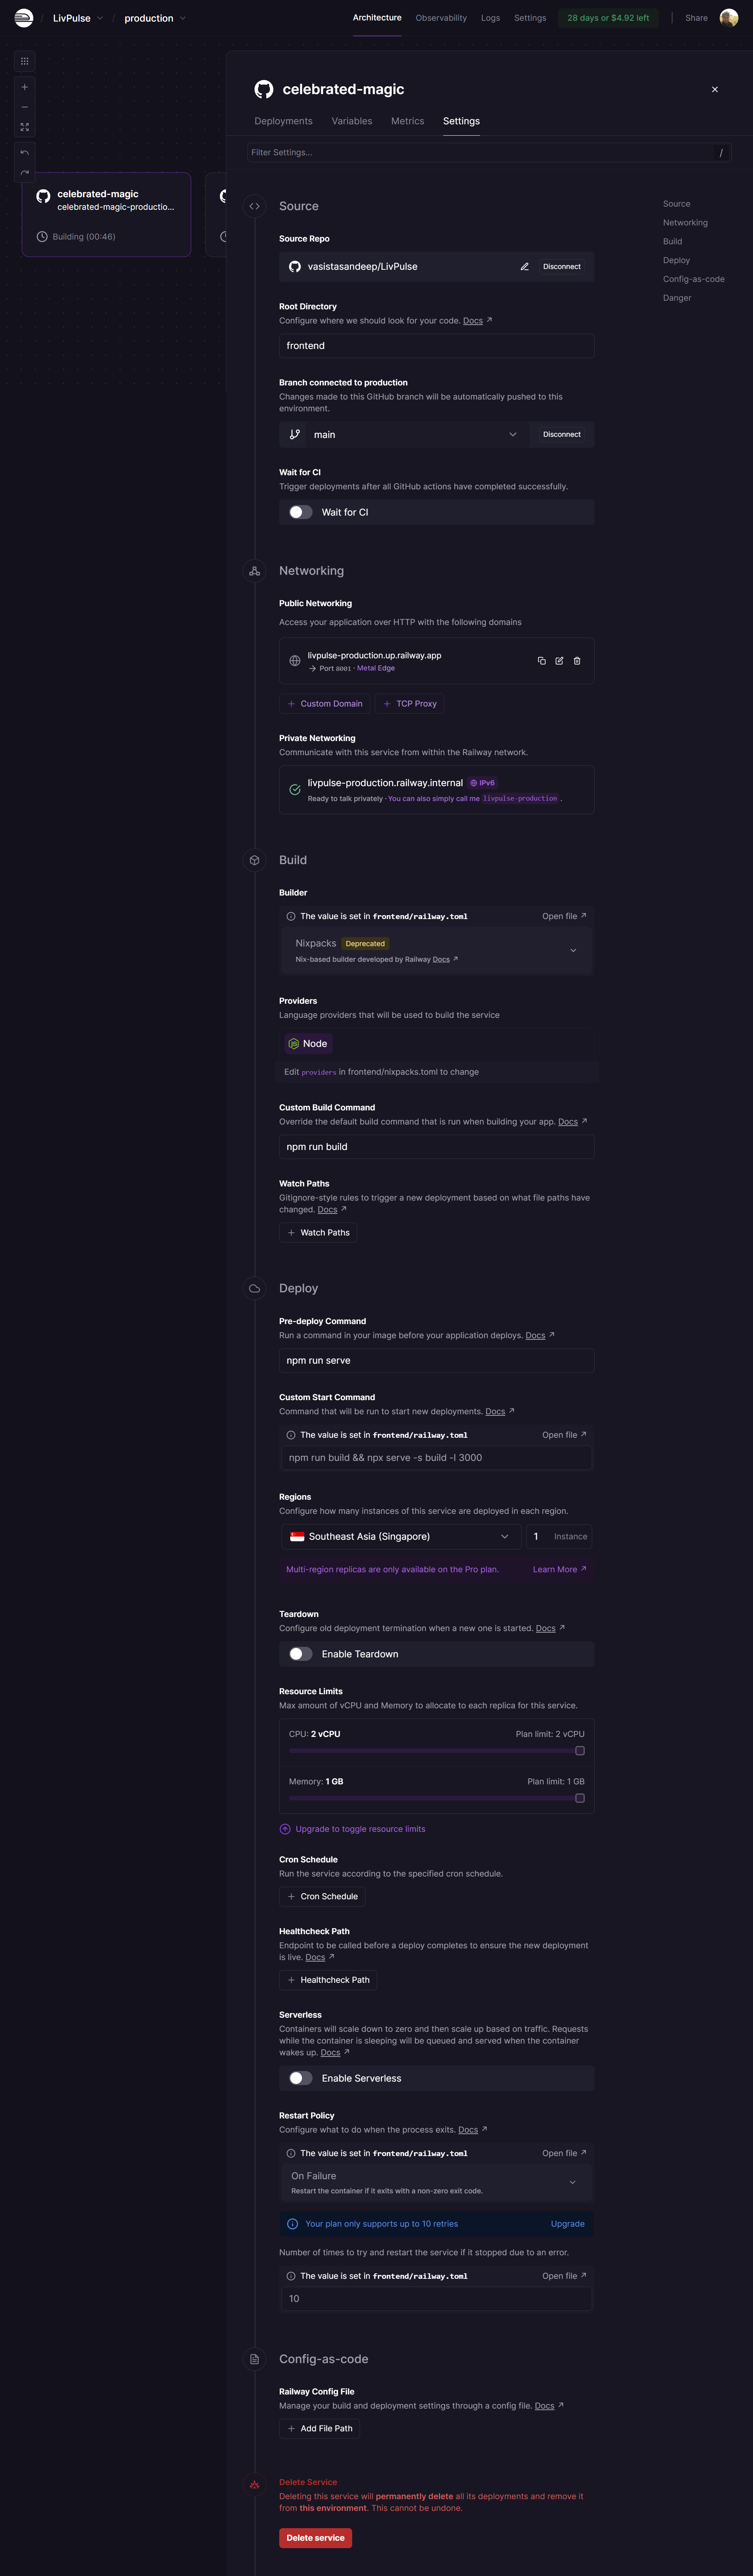 LivPulse / production
Architecture Observability Logs Settings 28 days or $4.92 left Share
celebrated-magic
celebrated-magic-productio...
Building (00:46)
celebrated-magic
Deployments Variables Metrics Settings
Filter Settings... /
Source
Networking
Build
Deploy
Config-as-code
Danger
Source
Source Repo
vasistasandeep/LivPulse Disconnect
Root Directory
Configure where we should look for your code. Docs
frontend
Branch connected to production
Changes made to this GitHub branch will be automatically pushed to this
environment.
main Disconnect
Wait for CI
Trigger deployments after all GitHub actions have completed successfully.
Wait for CI
Networking
Public Networking
Access your application over HTTP with the following domains
livpulse-production.up.railway.app
→ Port 8001 · Metal Edge
+ Custom Domain + TCP Proxy
Private Networking
Communicate with this service from within the Railway network.
livpulse-production.railway.internal IPv6
Ready to talk privately · You can also simply call me livpulse-production .
Build
Builder
The value is set in frontend/railway.toml Open file
Nixpacks Deprecated
Nix-based builder developed by Railway Docs
Providers
Language providers that will be used to build the service
Node
Edit providers in frontend/nixpacks.toml to change
Custom Build Command
Override the default build command that is run when building your app. Docs
npm run build
Watch Paths
Gitignore-style rules to trigger a new deployment based on what file paths have
changed. Docs
+ Watch Paths
Deploy
Pre-deploy Command
Run a command in your image before your application deploys. Docs
npm run serve
Custom Start Command
Command that will be run to start new deployments. Docs
The value is set in frontend/railway.toml Open file
npm run build && npx serve -s build -l 3000
Regions
Configure how many instances of this service are deployed in each region.
Southeast Asia (Singapore) 1 Instance
Multi-region replicas are only available on the Pro plan. Learn More
Teardown
Configure old deployment termination when a new one is started. Docs
Enable Teardown
Resource Limits
Max amount of vCPU and Memory to allocate to each replica for this service.
CPU: 2 vCPU Plan limit: 2 vCPU
Memory: 1 GB Plan limit: 1 GB
Upgrade to toggle resource limits
Cron Schedule
Run the service according to the specified cron schedule.
+ Cron Schedule
Healthcheck Path
Endpoint to be called before a deploy completes to ensure the new deployment
is live. Docs
+ Healthcheck Path
Serverless
Containers will scale down to zero and then scale up based on traffic. Requests
while the container is sleeping will be queued and served when the container
wakes up. Docs
Enable Serverless
Restart Policy
Configure what to do when the process exits. Docs
The value is set in frontend/railway.toml Open file
On Failure
Restart the container if it exits with a non-zero exit code.
Your plan only supports up to 10 retries Upgrade
Number of times to try and restart the service if it stopped due to an error.
The value is set in frontend/railway.toml Open file
10
Config-as-code
Railway Config File
Manage your build and deployment settings through a config file. Docs
+ Add File Path
Delete Service
Deleting this service will permanently delete all its deployments and remove it
from this environment. This cannot be undone.
Delete service